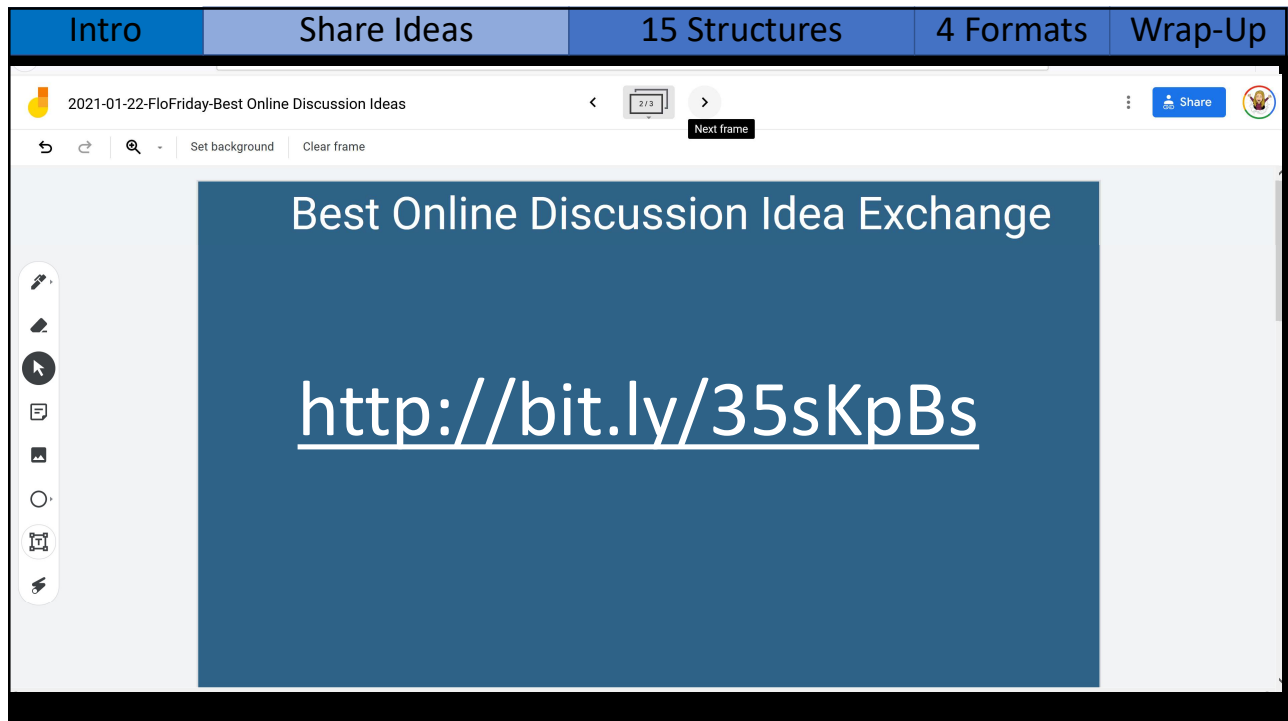 Intro Share Ideas 15 Structures 4 Formats Wrap-Up
2021-01-22-FloFriday-Best Online Discussion Ideas 2/3 Share
Next frame
Set background Clear frame
Best Online Discussion Idea Exchange
http://bit.ly/35sKpBs
T